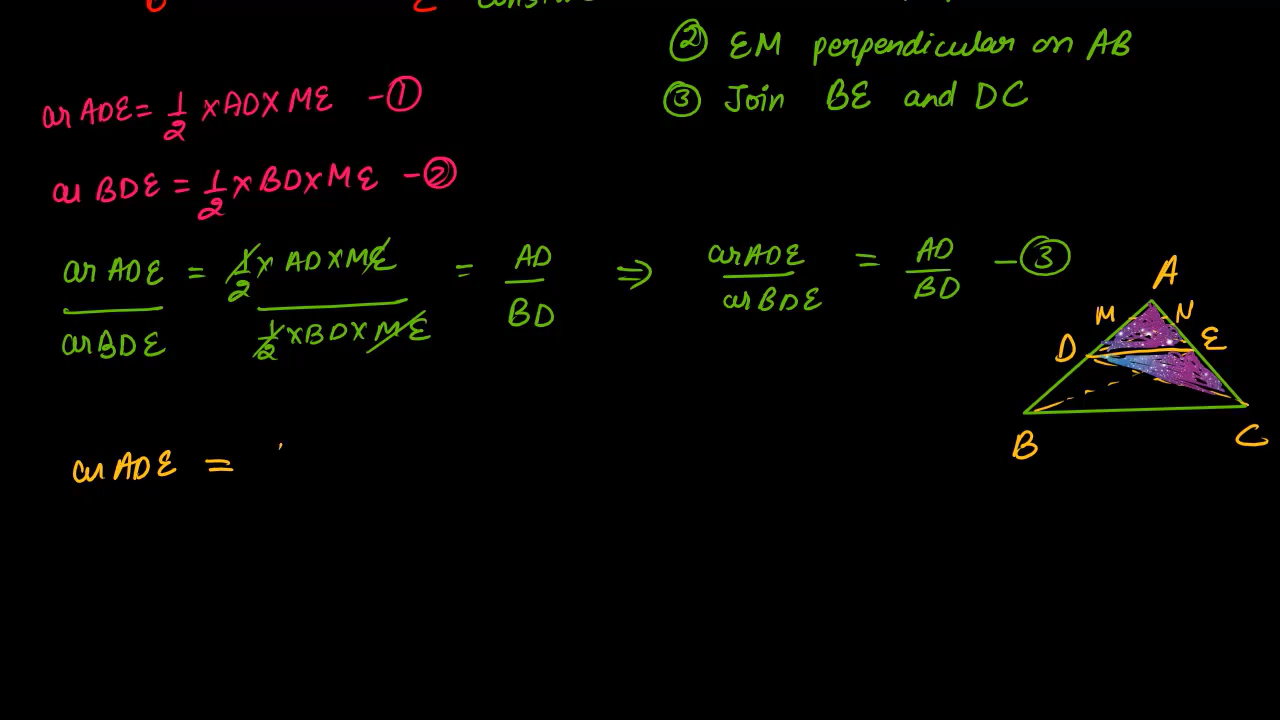 ② EM perpendicular on AB
③ Join BE and DC
ar ADE = 1/2 × AD × ME - ①
ar BDE = 1/2 × BD × ME - ②
ar ADE / ar BDE = 1/2 × AD × ME / 1/2 × BD × ME = AD / BD ⇒ ar ADE / ar BDE = AD / BD - ③
A
M N
D E
B C
ar ADE =